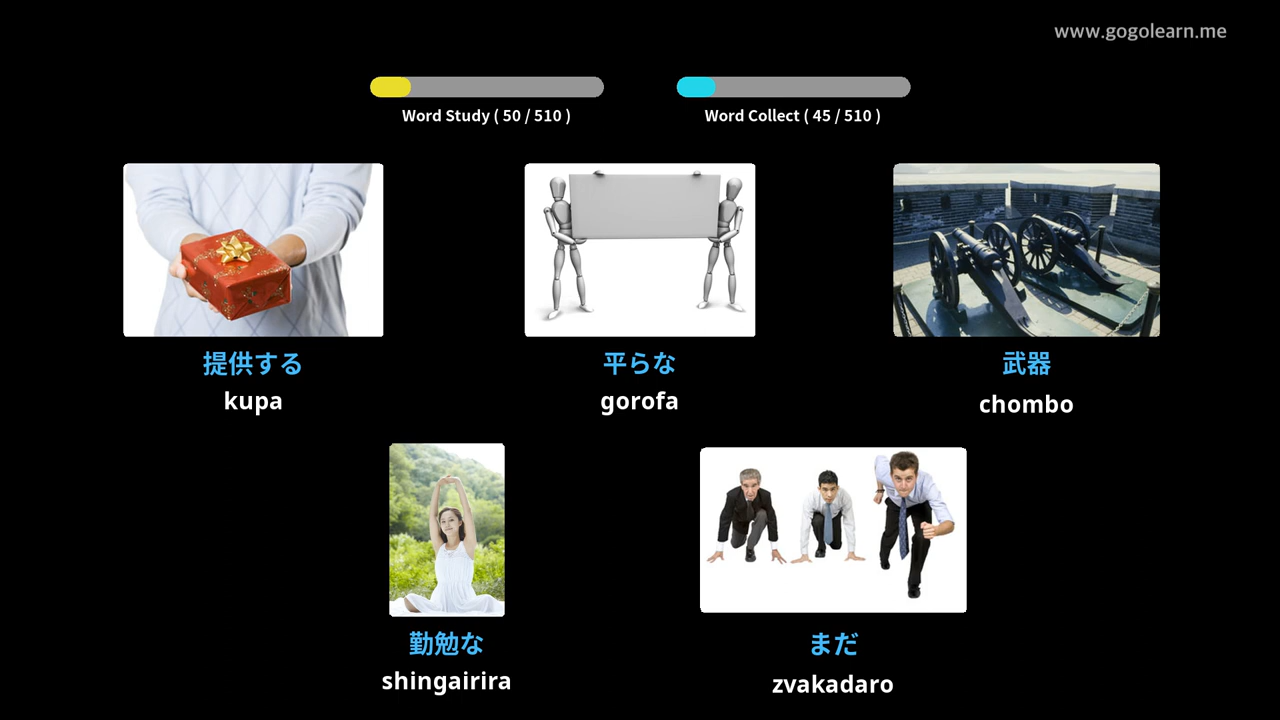 www.gogolearn.me
Word Study ( 50 / 510 )
Word Collect ( 45 / 510 )
提供する
kupa
平らな
gorofa
武器
chombo
勤勉な
shingairira
まだ
zvakadaro